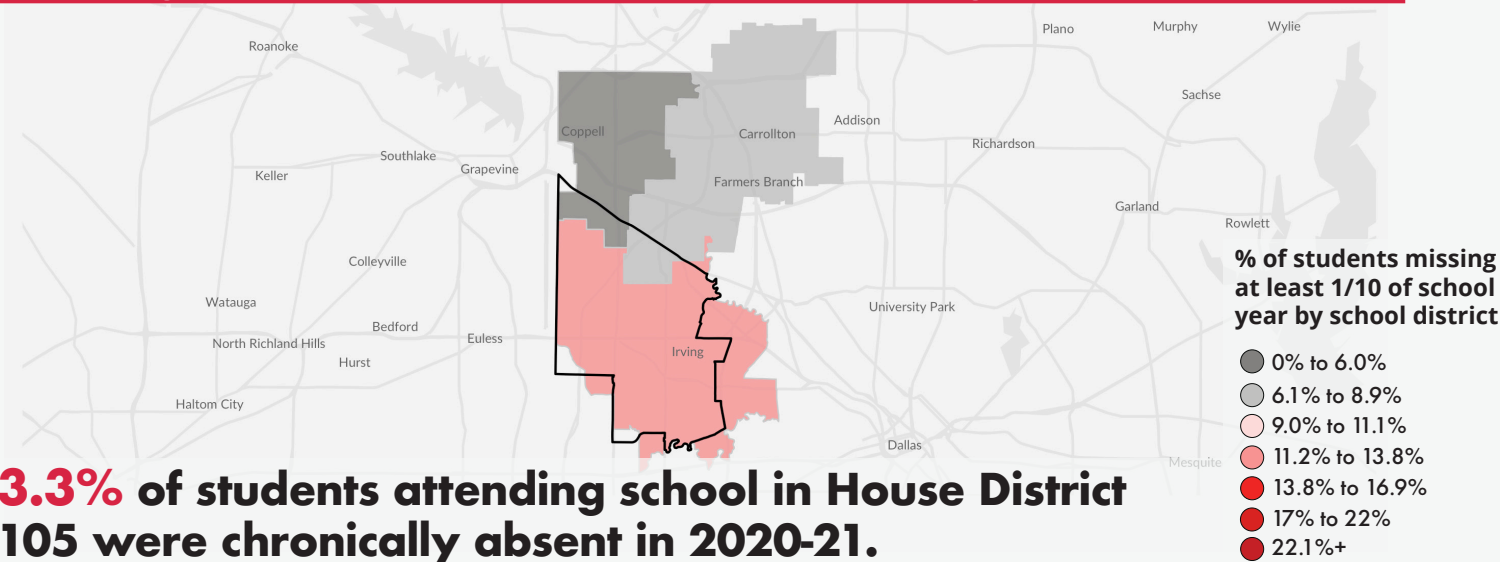 Roanoke
Plano
Murphy
Wylie
Sachse
Coppell
Carrollton
Addison
Richardson
Southlake
Grapevine
Keller
Farmers Branch
Garland
Rowlett
Colleyville
Watauga
University Park
Bedford
Euless
North Richland Hills
Hurst
Irving
Haltom City
Dallas
Mesquite
% of students missing
at least 1/10 of school
year by school district
0% to 6.0%
6.1% to 8.9%
9.0% to 11.1%
11.2% to 13.8%
13.8% to 16.9%
17% to 22%
22.1%+
3.3% of students attending school in House District
105 were chronically absent in 2020-21.